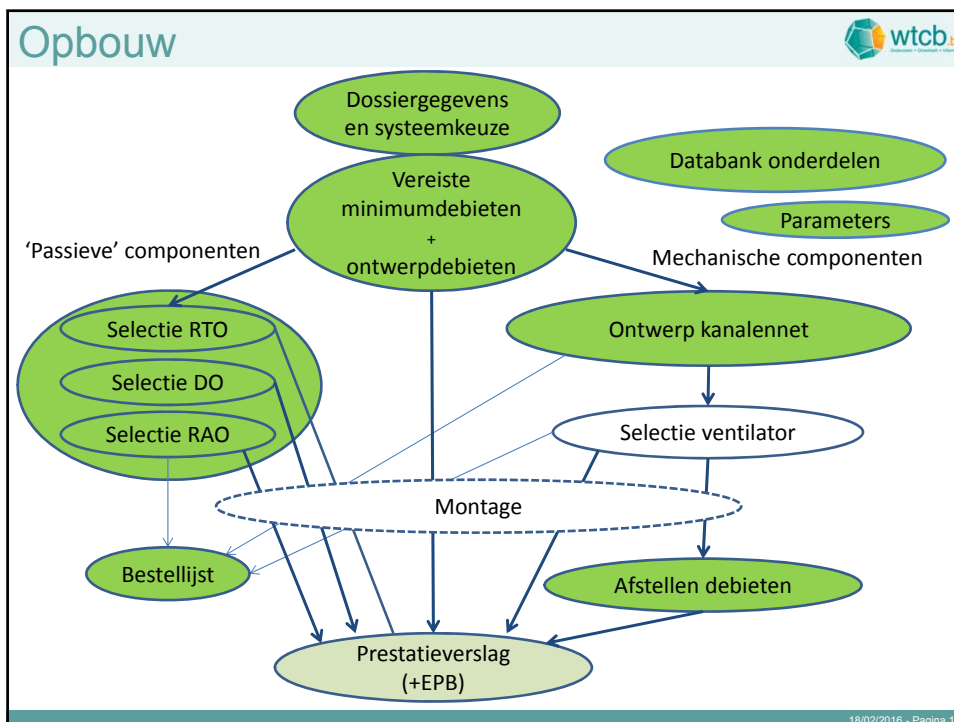 Opbouw
wtcb.b
Dossiergegevens
en systeemkeuze
Databank onderdelen
Vereiste
minimumdebieten
+
ontwerpdebieten
Parameters
'Passieve' componenten
Mechanische componenten
Selectie RTO
Ontwerp kanalennet
Selectie DO
Selectie RAO
Selectie ventilator
Montage
Bestellijst
Afstellen debieten
Prestatieverslag
(+EPB)
18/02/2016 - Pagina 1